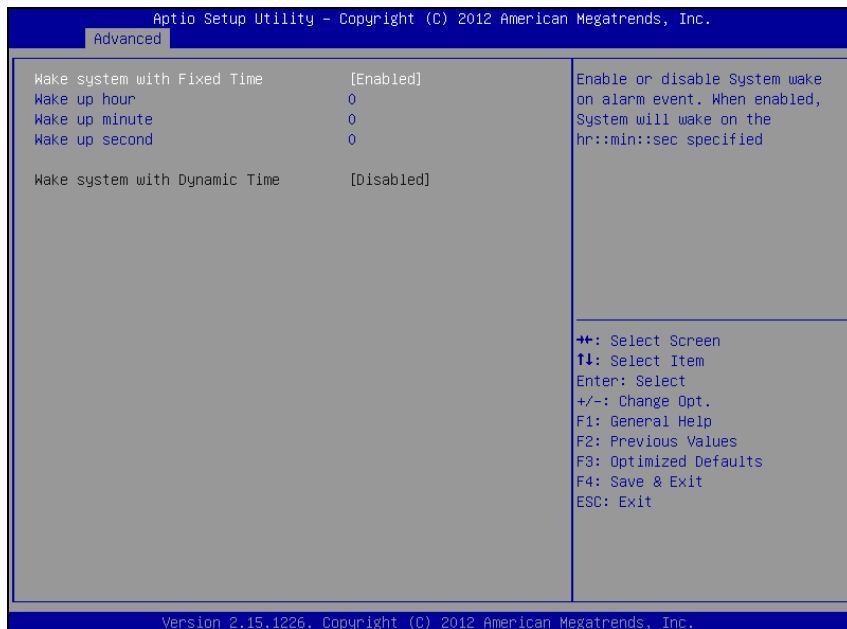 Aptio Setup Utility – Copyright (C) 2012 American Megatrends, Inc.
Advanced
Wake system with Fixed Time [Enabled]
Wake up hour 0
Wake up minute 0
Wake up second 0
Wake system with Dynamic Time [Disabled]
Enable or disable System wake
on alarm event. When enabled,
System will wake on the
hr::min::sec specified
→←: Select Screen
↑↓: Select Item
Enter: Select
+/-: Change Opt.
F1: General Help
F2: Previous Values
F3: Optimized Defaults
F4: Save & Exit
ESC: Exit
Version 2.15.1226. Copyright (C) 2012 American Megatrends, Inc.